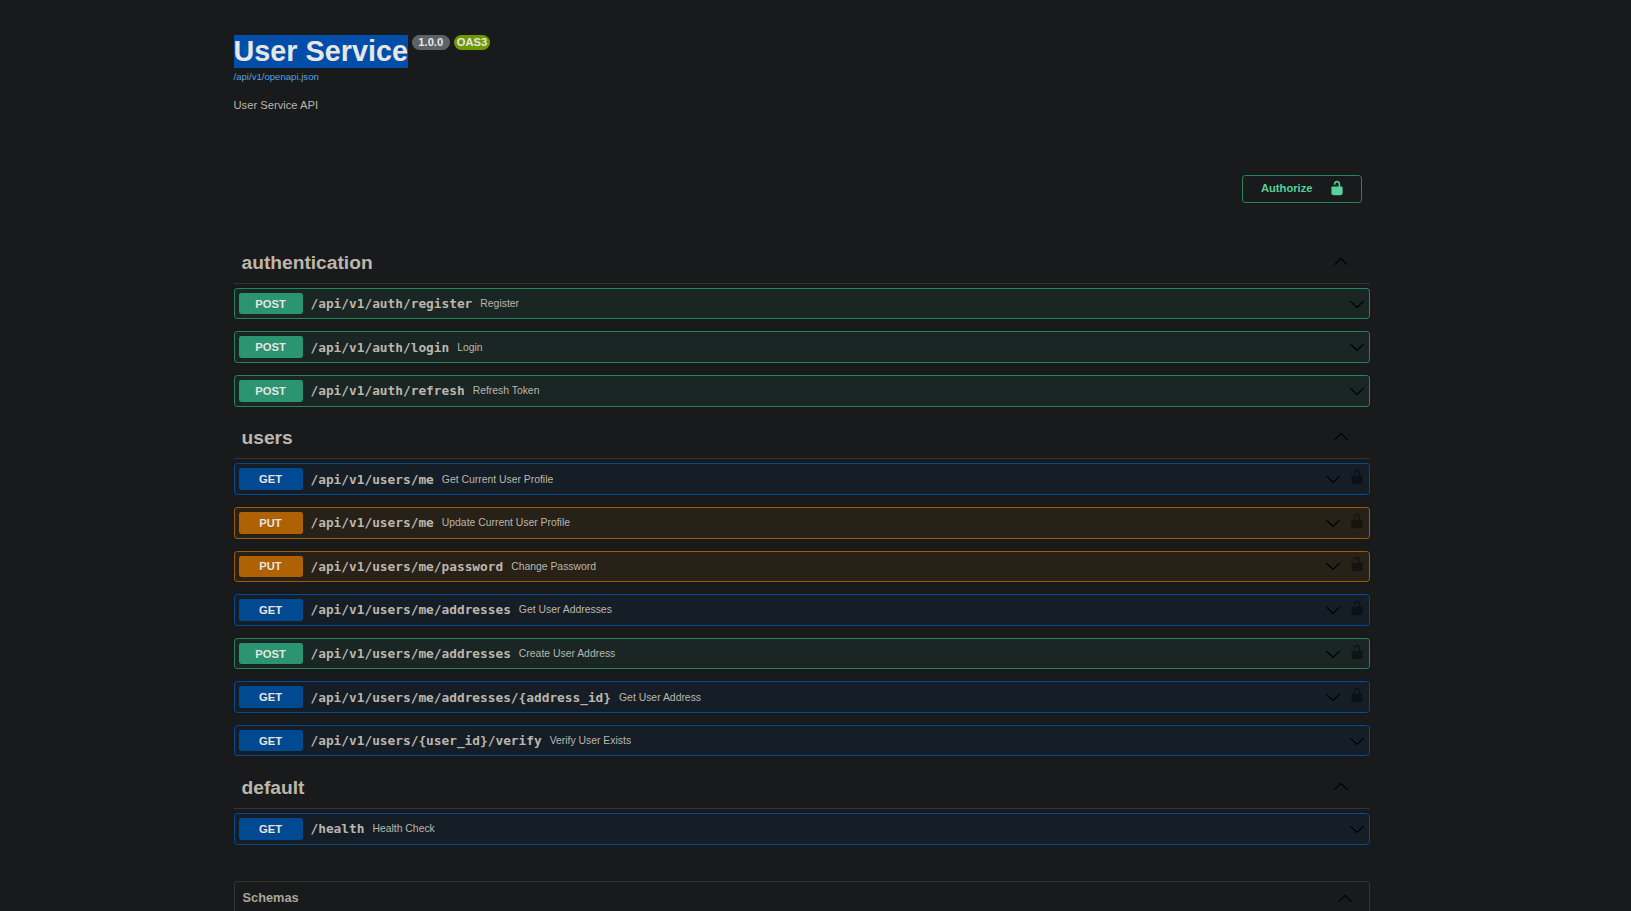 User Service 1.0.0 OAS3
/api/v1/openapi.json
User Service API
Authorize
authentication
POST /api/v1/auth/register Register
POST /api/v1/auth/login Login
POST /api/v1/auth/refresh Refresh Token
users
GET /api/v1/users/me Get Current User Profile
PUT /api/v1/users/me Update Current User Profile
PUT /api/v1/users/me/password Change Password
GET /api/v1/users/me/addresses Get User Addresses
POST /api/v1/users/me/addresses Create User Address
GET /api/v1/users/me/addresses/{address_id} Get User Address
GET /api/v1/users/{user_id}/verify Verify User Exists
default
GET /health Health Check
Schemas